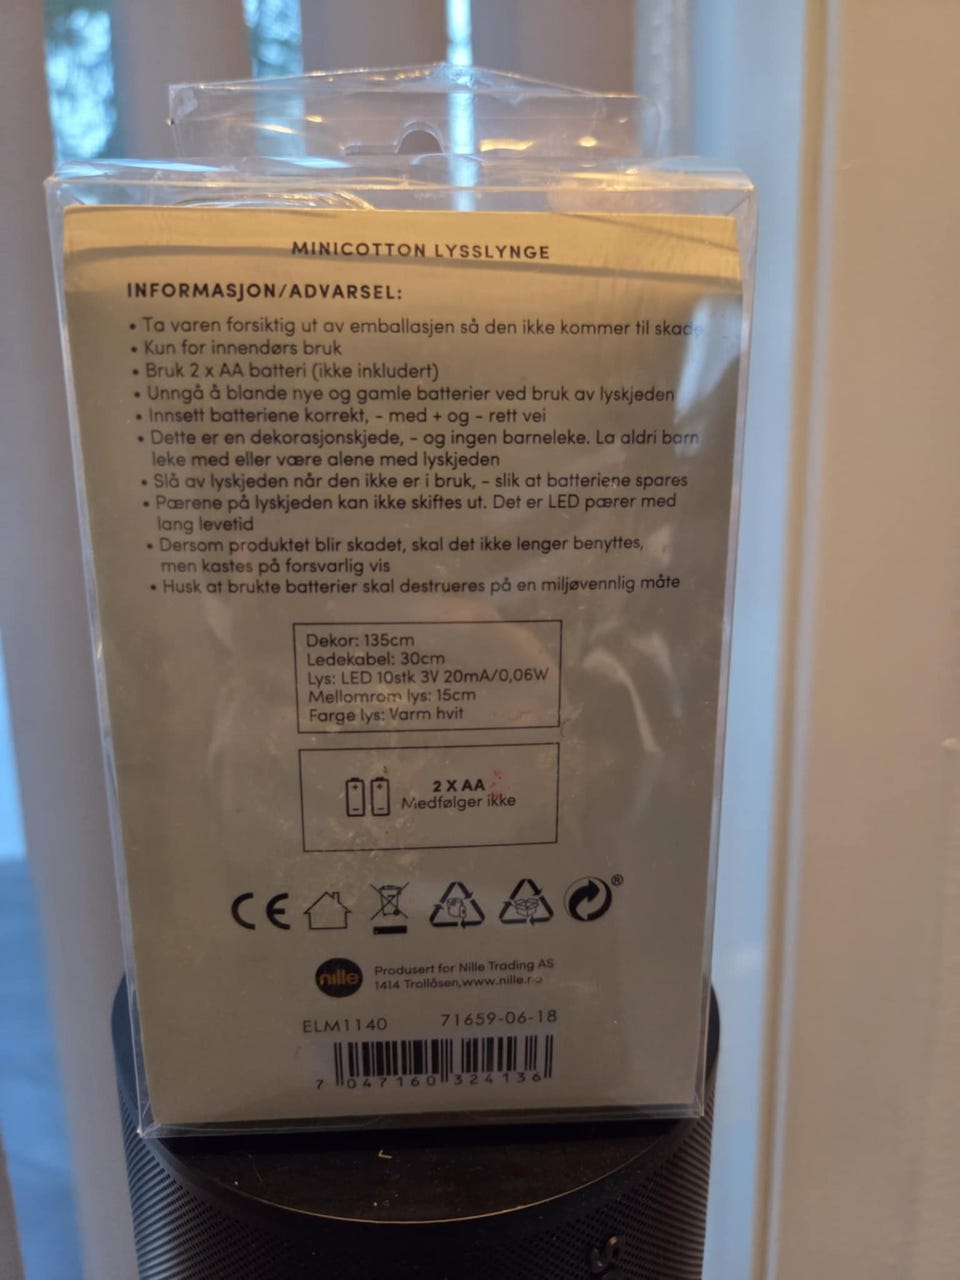 MINICOTTON LYSSLYNGE
INFORMASJON/ADVARSEL:
• Ta varen forsiktig ut av emballasjen så den ikke kommer til skade
• Kun for innendørs bruk
• Bruk 2 x AA batteri (ikke inkludert)
• Unngå å blande nye og gamle batterier ved bruk av lyskjeden
• Innsett batteriene korrekt, - med + og - rett vei
• Dette er en dekorasjonskjede, - og ingen barneleke. La aldri barn
leke med eller være alene med lyskjeden
• Slå av lyskjeden når den ikke er i bruk, - slik at batteriene spares
• Pærene på lyskjeden kan ikke skiftes ut. Det er LED pærer med
lang levetid
• Dersom produktet blir skadet, skal det ikke lenger benyttes,
men kastes på forsvarlig vis
• Husk at brukte batterier skal destrueres på en miljøvennlig måte
Dekor: 135cm
Ledekabel: 30cm
Lys: LED 10stk 3V 20mA/0,06W
Mellomrom lys: 15cm
Farge lys: Varm hvit
2 X AA
Medfølger ikke
CE ®
nille
Produsert for Nille Trading AS
1414 Trollåsen,www.nille.no
ELM1140 71659-06-18
7 047160 324136